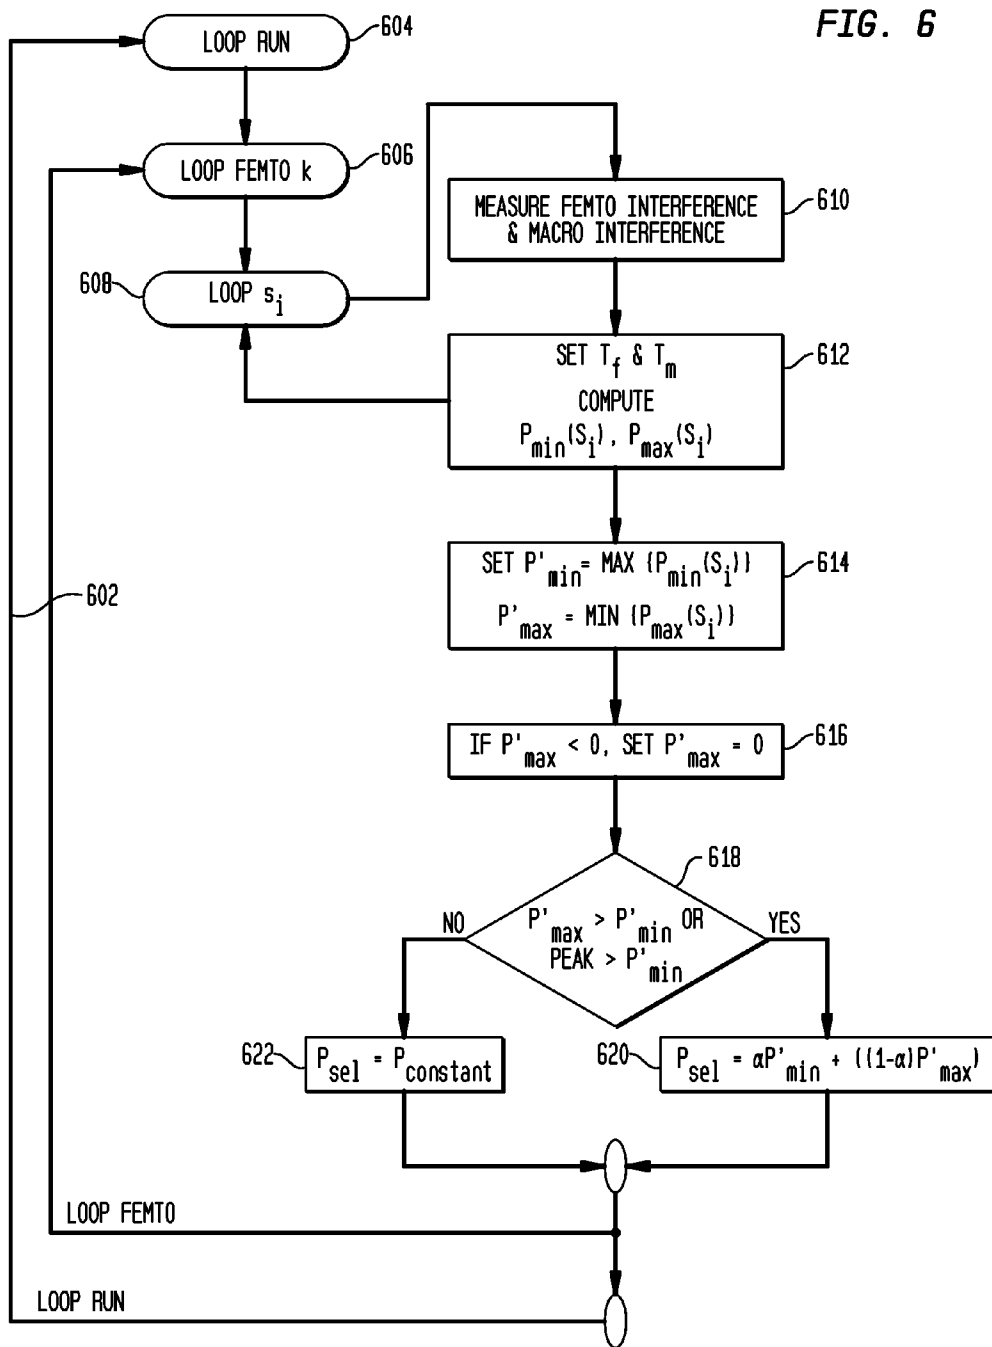 FIG. 6
LOOP RUN
604
LOOP FEMTO k
606
608
LOOP s_i
MEASURE FEMTO INTERFERENCE
& MACRO INTERFERENCE
610
SET T_f & T_m
COMPUTE
P_min(S_i), P_max(S_i)
612
SET P'_min = MAX {P_min(S_i)}
P'_max = MIN {P_max(S_i)}
614
602
IF P'_max < 0, SET P'_max = 0
616
618
NO
P'_max > P'_min OR
PEAK > P'_min
YES
622
P_sel = P_constant
620
P_sel = αP'_min + ((1-α)P'_max)
LOOP FEMTO
LOOP RUN